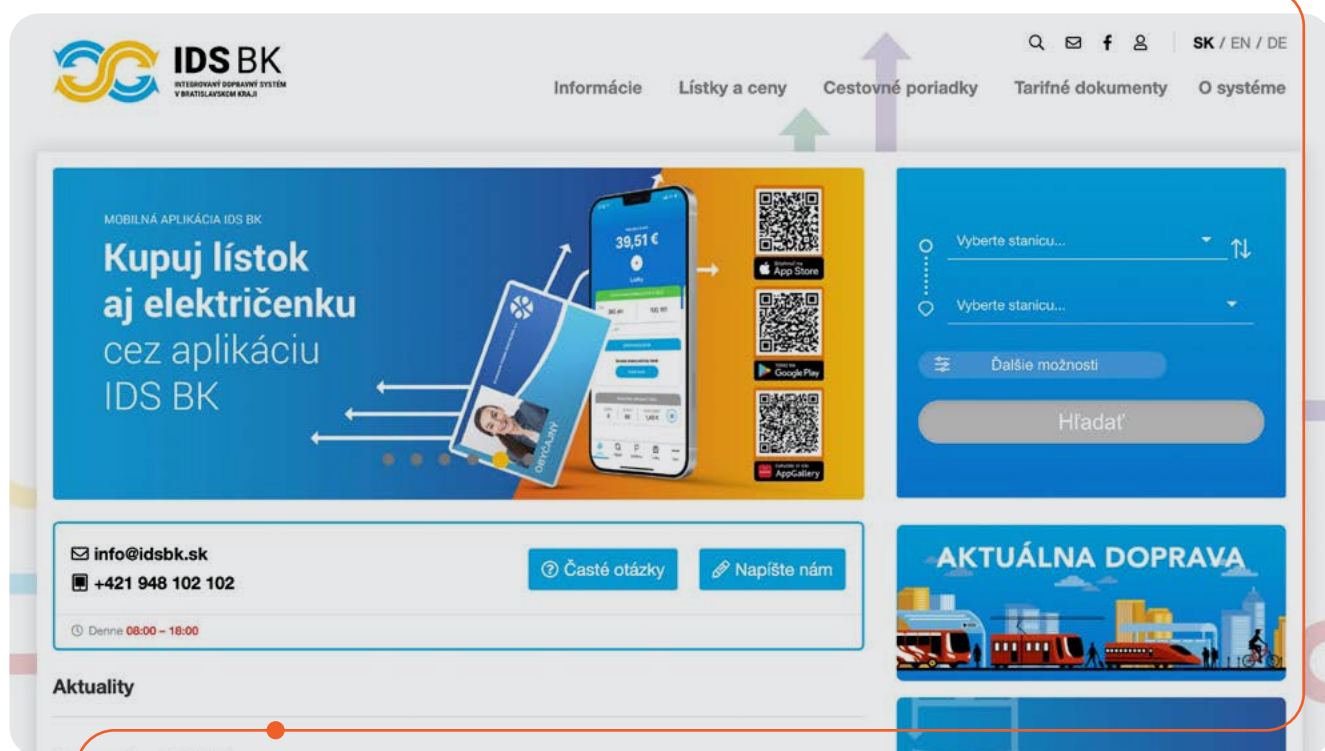 IDS BK
INTEGROVANÝ DOPRAVNÝ SYSTÉM
V BRATISLAVSKOM KRAJI
SK / EN / DE
Informácie Lístky a ceny Cestovné poriadky Tarifné dokumenty O systéme
MOBILNÁ APLIKÁCIA IDS BK
Kupuj lístok
aj električenku
cez aplikáciu
IDS BK
OBYČAJNÝ
39,51 €
Lístky
App Store
Google Play
AppGallery
Vyberte stanicu...
Vyberte stanicu...
Ďalšie možnosti
Hľadať
info@idsbk.sk
+421 948 102 102
Časté otázky
Napíšte nám
Denne 08:00 – 18:00
AKTUÁLNA DOPRAVA
Aktuality